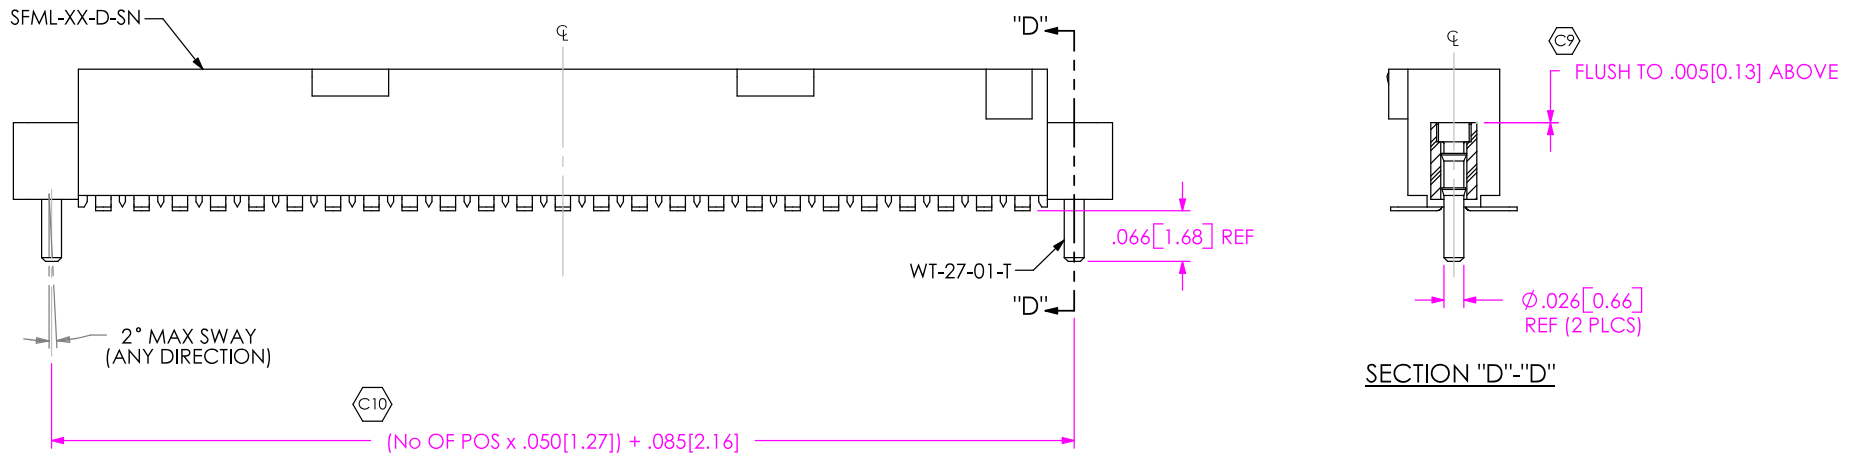 SFML-XX-D-SN
℄
"D"
℄
C9
FLUSH TO .005[0.13] ABOVE
.066[1.68] REF
WT-27-01-T
"D"
Ø.026[0.66]
REF (2 PLCS)
2° MAX SWAY
(ANY DIRECTION)
SECTION "D"-"D"
C10
(No OF POS x .050[1.27]) + .085[2.16]